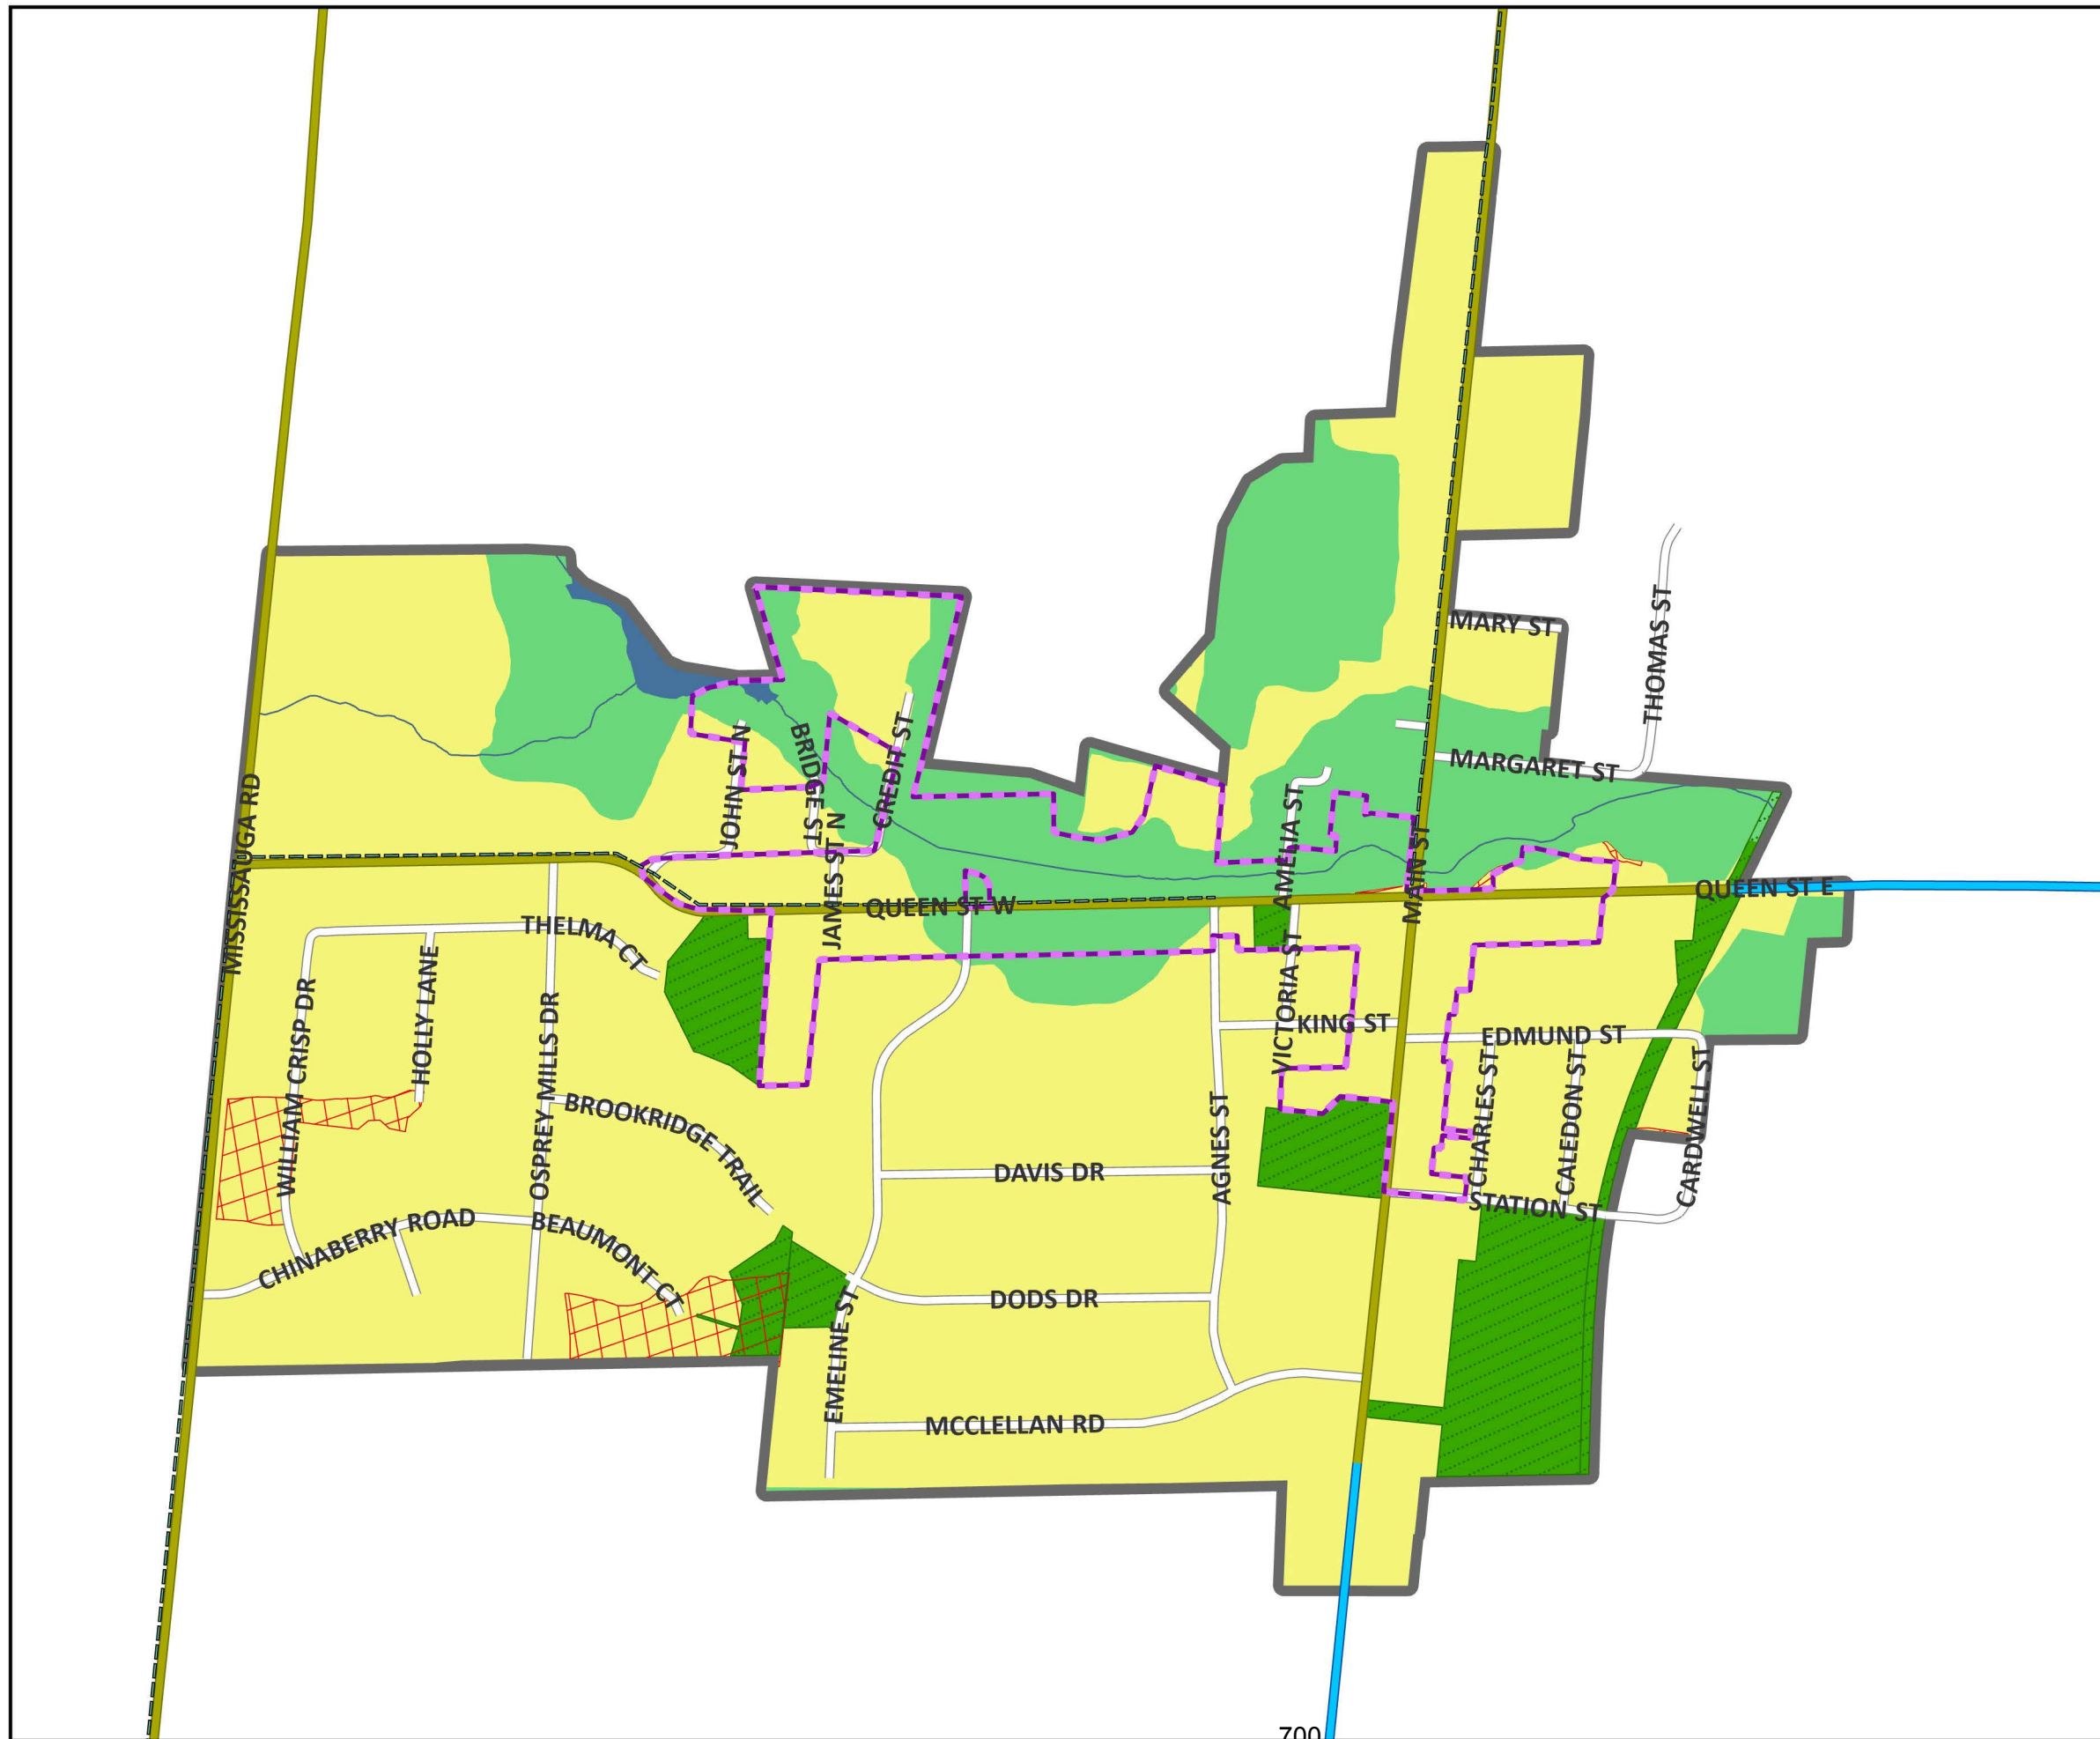 MARY ST
THOMAS ST
BRIDGE ST
JOHN ST N
CREDIT ST
MARGARET ST
MISSISSAUGA RD
JAMES ST N
AMELIA ST
MAIN ST
QUEEN ST E
QUEEN ST W
THELMA CT
WILLIAM CRISP DR
HOLLY LANE
OSPREY MILLS DR
VICTORIA ST
KING ST
EDMUND ST
CHARLES ST
CALEDON ST
CARDWELL ST
BROOKRIDGE TRAIL
AGNES ST
DAVIS DR
STATION ST
CHINABERRY ROAD
BEAUMONT CT
DODS DR
EMELINE ST
MCCLELLAN RD
700